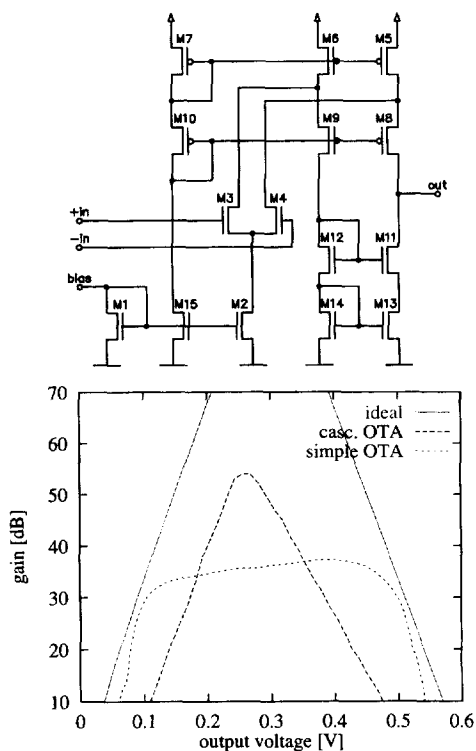 M7 M6 M5
M10 M9 M8
out
M3 M4
+in
-in
M12 M11
bias
M1 M15 M2 M14 M13
70
60
50
40
30
20
10
gain [dB]
ideal
casc. OTA
simple OTA
0 0.1 0.2 0.3 0.4 0.5 0.6
output voltage [V]